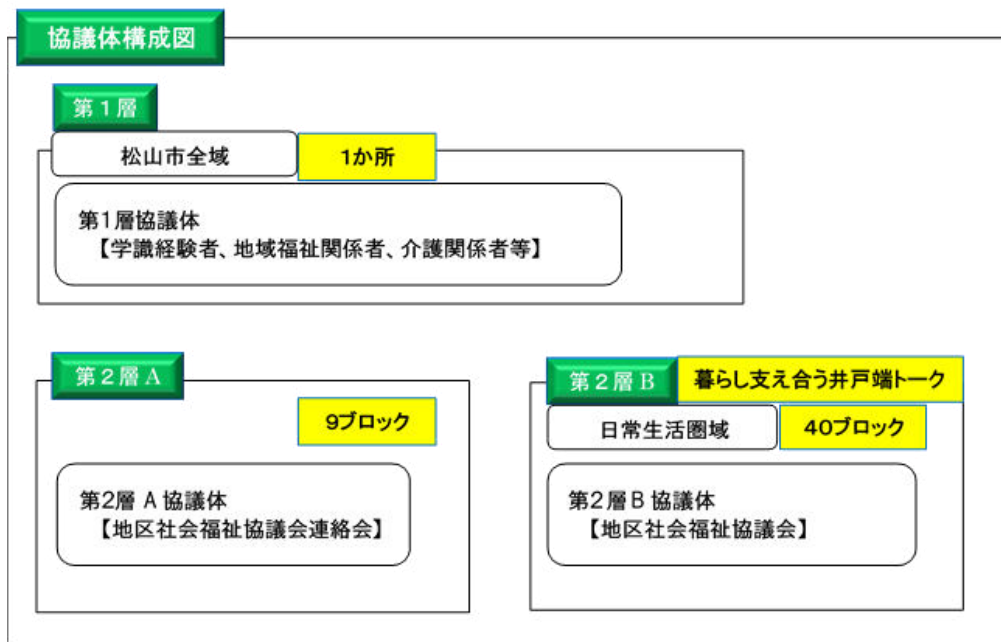 協議体構成図
第1層
松山市全域
1か所
第1層協議体
【学識経験者、地域福祉関係者、介護関係者等】
第2層A
9ブロック
第2層 A 協議体
【地区社会福祉協議会連絡会】
第2層B
暮らし支え合う井戸端トーク
日常生活圏域
40ブロック
第2層B 協議体
【地区社会福祉協議会】